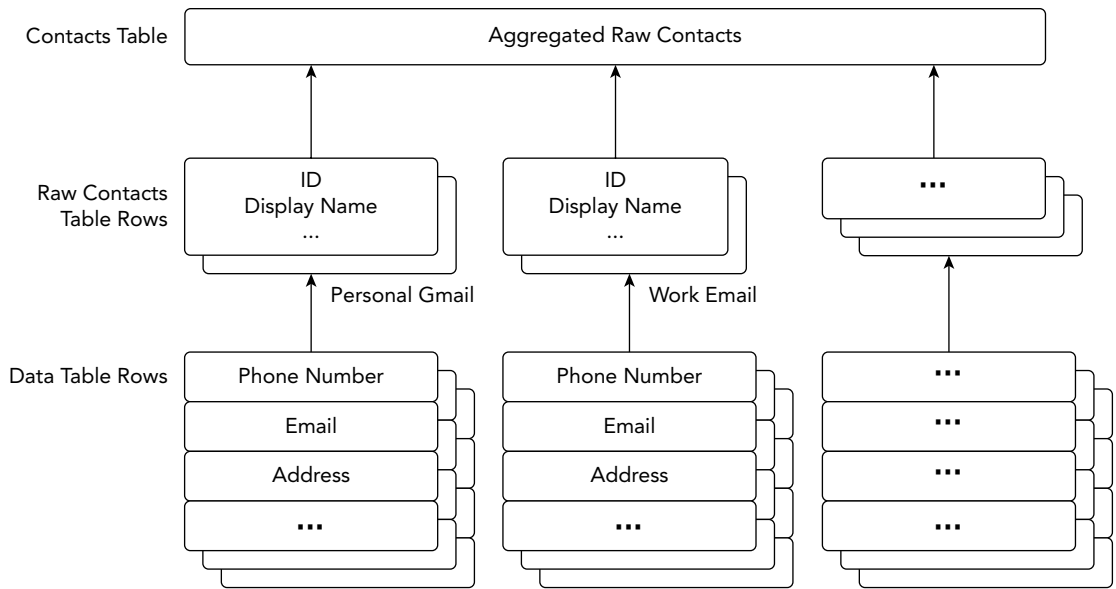 Contacts Table
Aggregated Raw Contacts
Raw Contacts
Table Rows
ID
Display Name
...
ID
Display Name
...
...
Personal Gmail
Work Email
Data Table Rows
Phone Number
Email
Address
...
Phone Number
Email
Address
...
...
...
...
...